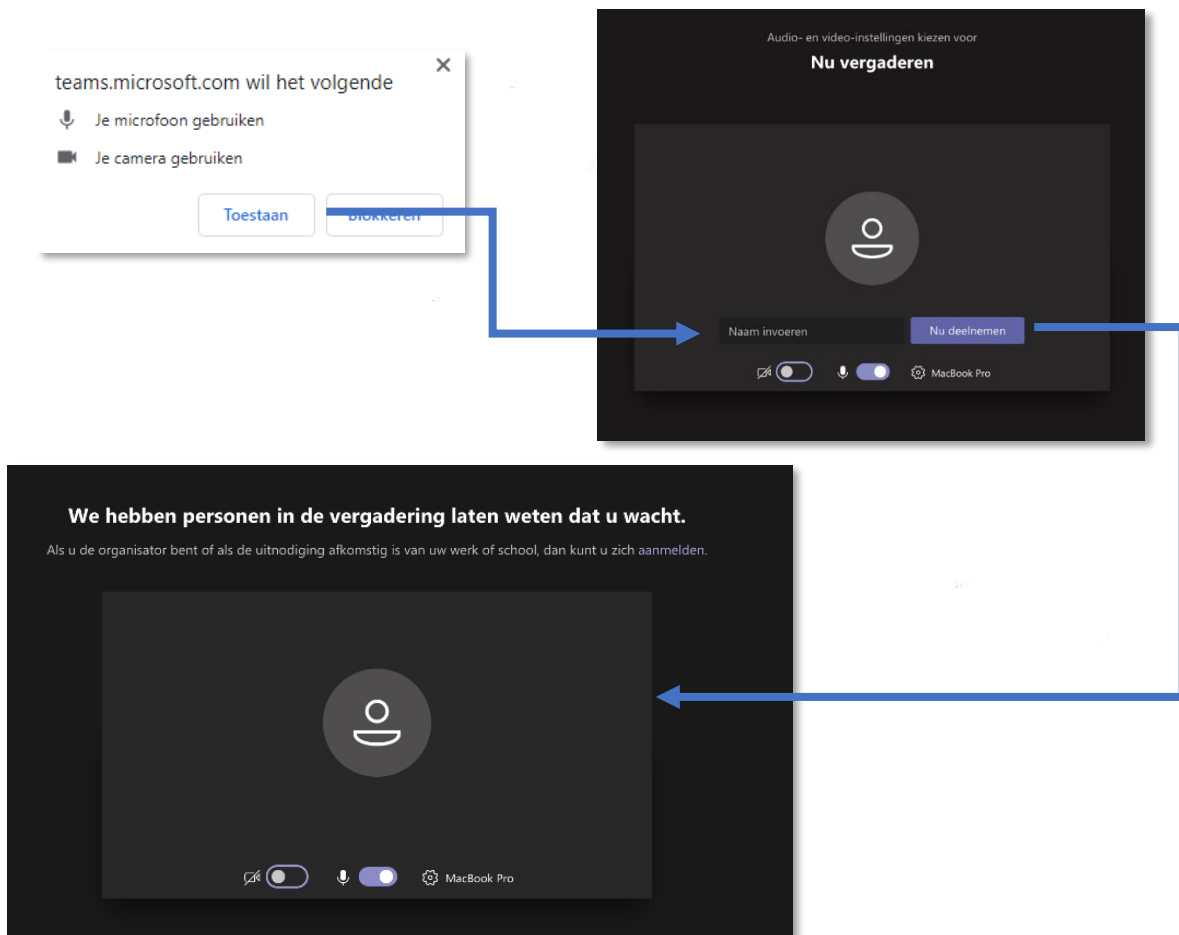 teams.microsoft.com wil het volgende
Je microfoon gebruiken
Je camera gebruiken
Toestaan
Blokkeren
Audio- en video-instellingen kiezen voor
Nu vergaderen
Naam invoeren
Nu deelnemen
MacBook Pro
We hebben personen in de vergadering laten weten dat u wacht.
Als u de organisator bent of als de uitnodiging afkomstig is van uw werk of school, dan kunt u zich aanmelden.
MacBook Pro